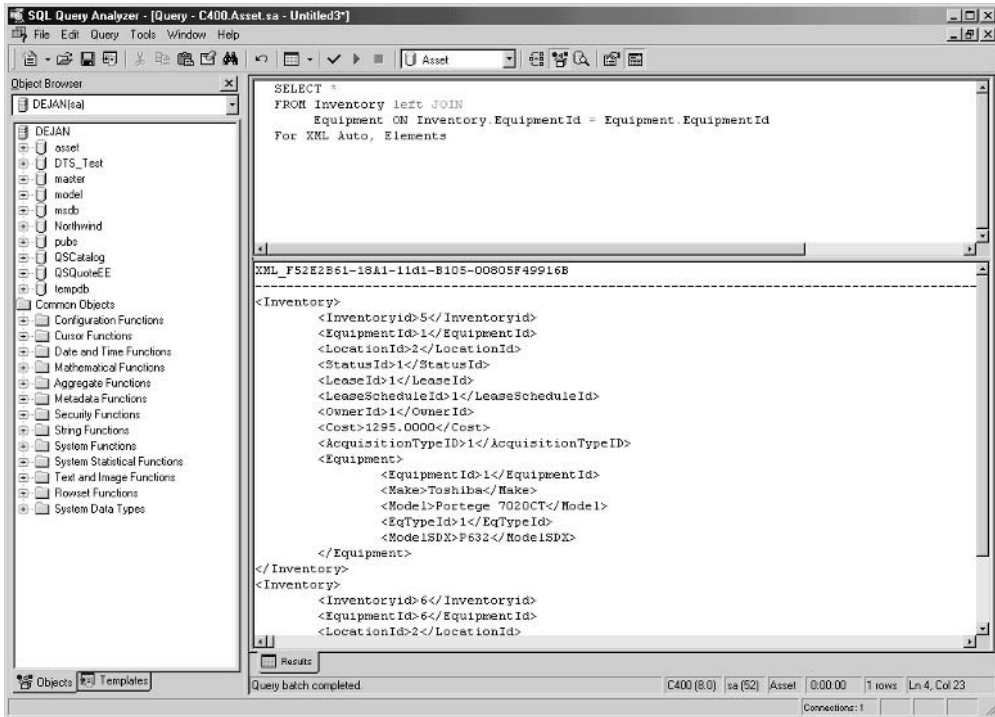 SQL Query Analyzer - [Query - C400.Asset.sa - Untitled3*]
File Edit Query Tools Window Help
Asset
Object Browser
DEJAN(sa)
DEJAN
asset
DTS_Test
master
model
msdb
Northwind
pubs
QSCatalog
QSQuoteEE
tempdb
Common Objects
Configuration Functions
Cursor Functions
Date and Time Functions
Mathematical Functions
Aggregate Functions
Metadata Functions
Security Functions
String Functions
System Functions
System Statistical Functions
Text and Image Functions
Rowset Functions
System Data Types
Objects Templates
SELECT *
FROM Inventory left JOIN
Equipment ON Inventory.EquipmentId = Equipment.EquipmentId
For XML Auto, Elements
XML_F52E2B61-18A1-11d1-B105-00805F49916B
<Inventory>
<Inventoryid>5</Inventoryid>
<EquipmentId>1</EquipmentId>
<LocationId>2</LocationId>
<StatusId>1</StatusId>
<LeaseId>1</LeaseId>
<LeaseScheduleId>1</LeaseScheduleId>
<OwnerId>1</OwnerId>
<Cost>1295.0000</Cost>
<AcquisitionTypeID>1</AcquisitionTypeID>
<Equipment>
<EquipmentId>1</EquipmentId>
<Make>Toshiba</Make>
<Model>Portege 7020CT</Model>
<EqTypeId>1</EqTypeId>
<ModelSDX>P632</ModelSDX>
</Equipment>
</Inventory>
<Inventory>
<Inventoryid>6</Inventoryid>
<EquipmentId>6</EquipmentId>
<LocationId>2</LocationId>
Results
Query batch completed. C400 (8.0) sa (52) Asset 0:00:00 1 rows Ln 4, Col 23
Connections: 1